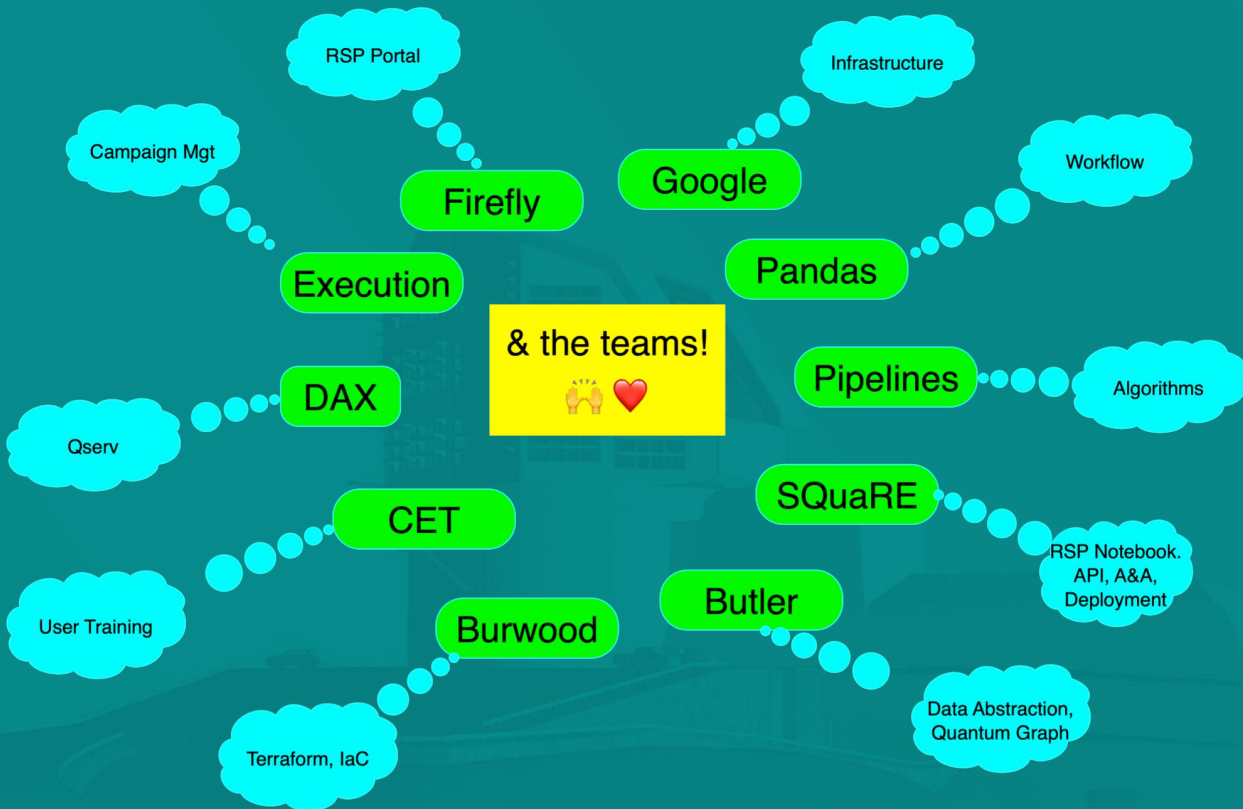 RSP Portal
Infrastructure
Campaign Mgt
Workflow
Firefly
Google
Execution
Pandas
& the teams!
🙌 ❤️
DAX
Pipelines
Algorithms
Qserv
CET
SQuaRE
RSP Notebook.
API, A&A,
Deployment
User Training
Burwood
Butler
Data Abstraction,
Quantum Graph
Terraform, IaC